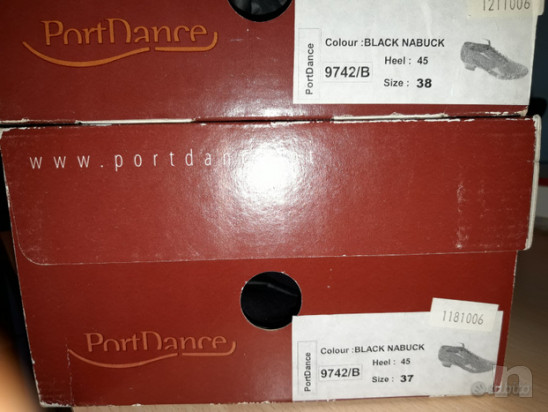 1211006
PortDance
PortDance
Colour :BLACK NABUCK
Heel : 45
9742/B
Size : 38
www.portdan
1181006
PortDance
PortDance
Colour :BLACK NABUCK
Heel : 45
9742/B
Size : 37